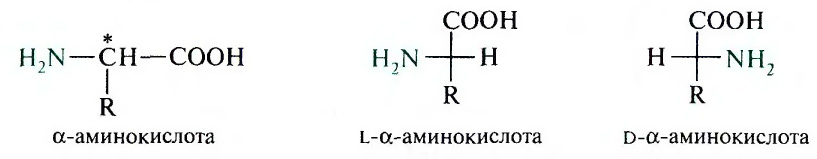 COOH COOH
H₂N—*CH—COOH H₂N—H H—NH₂
R R R
α-аминокислота L-α-аминокислота D-α-аминокислота